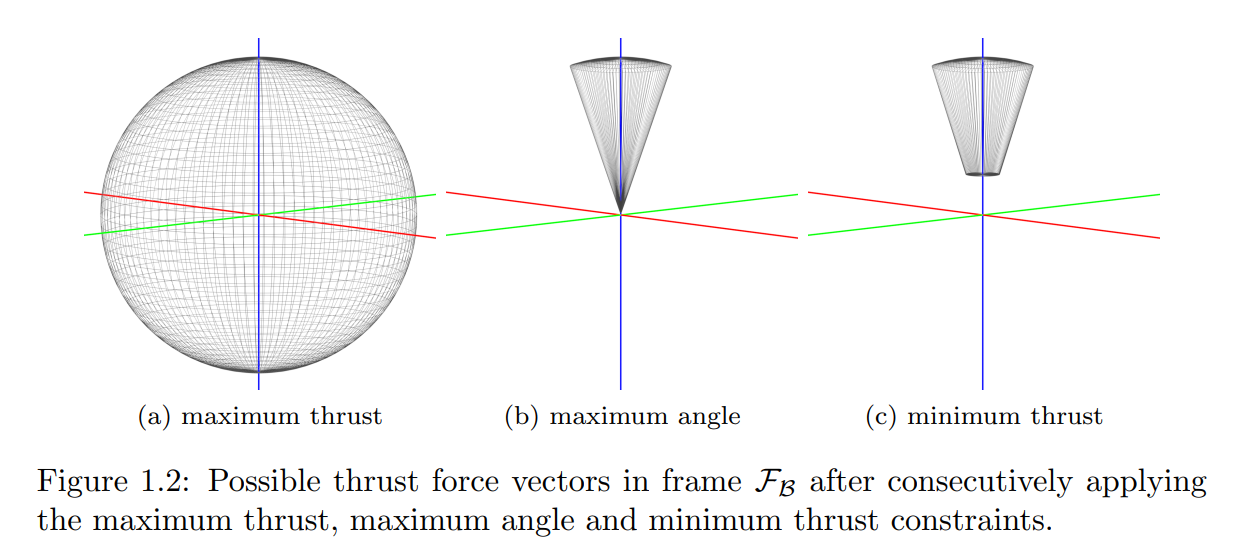 (a) maximum thrust
(b) maximum angle
(c) minimum thrust
Figure 1.2: Possible thrust force vectors in frame ℱ_ℬ after consecutively applying
the maximum thrust, maximum angle and minimum thrust constraints.